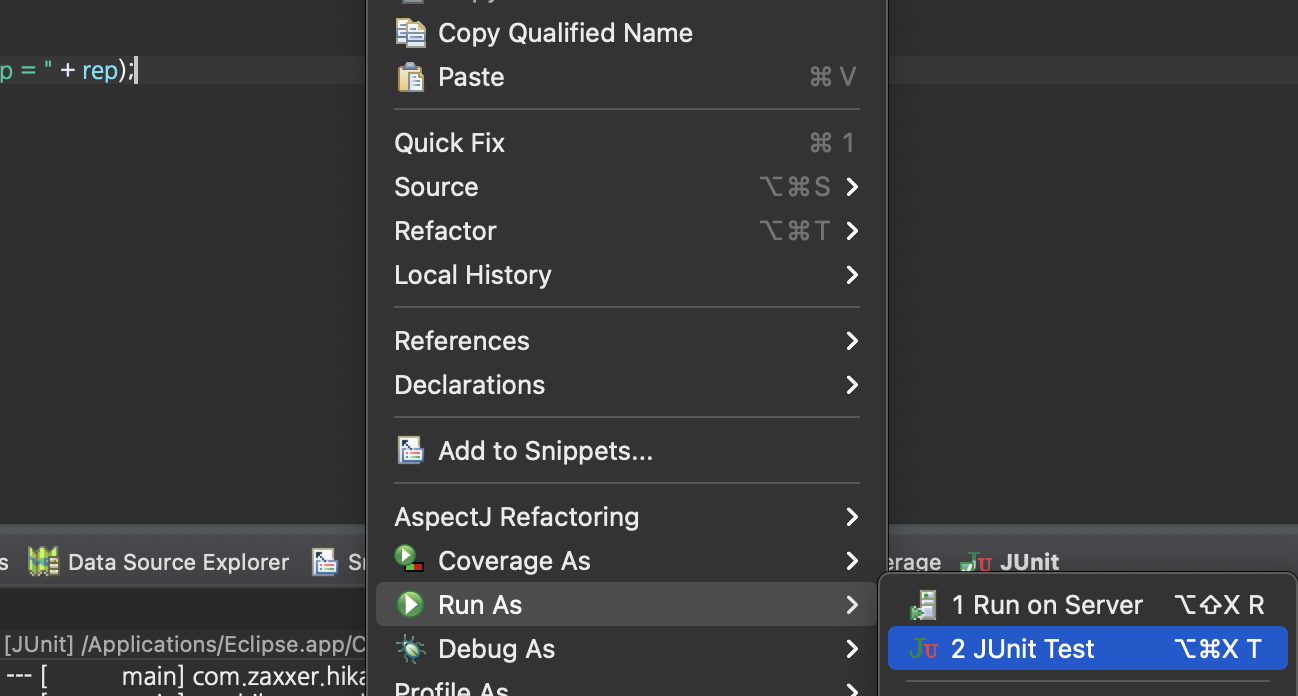 Copy Qualified Name
p = " + rep);
Paste ⌘ V
Quick Fix ⌘ 1
Source ⌥⌘S
Refactor ⌥⌘T
Local History
References
Declarations
Add to Snippets...
AspectJ Refactoring
s Data Source Explorer Sn
Coverage As
erage JUnit
Run As
1 Run on Server ⌥⇧X R
[JUnit] /Applications/Eclipse.app/C
Debug As
JU 2 JUnit Test ⌥⌘X T
--- [ main] com.zaxxer.hika
Profile As